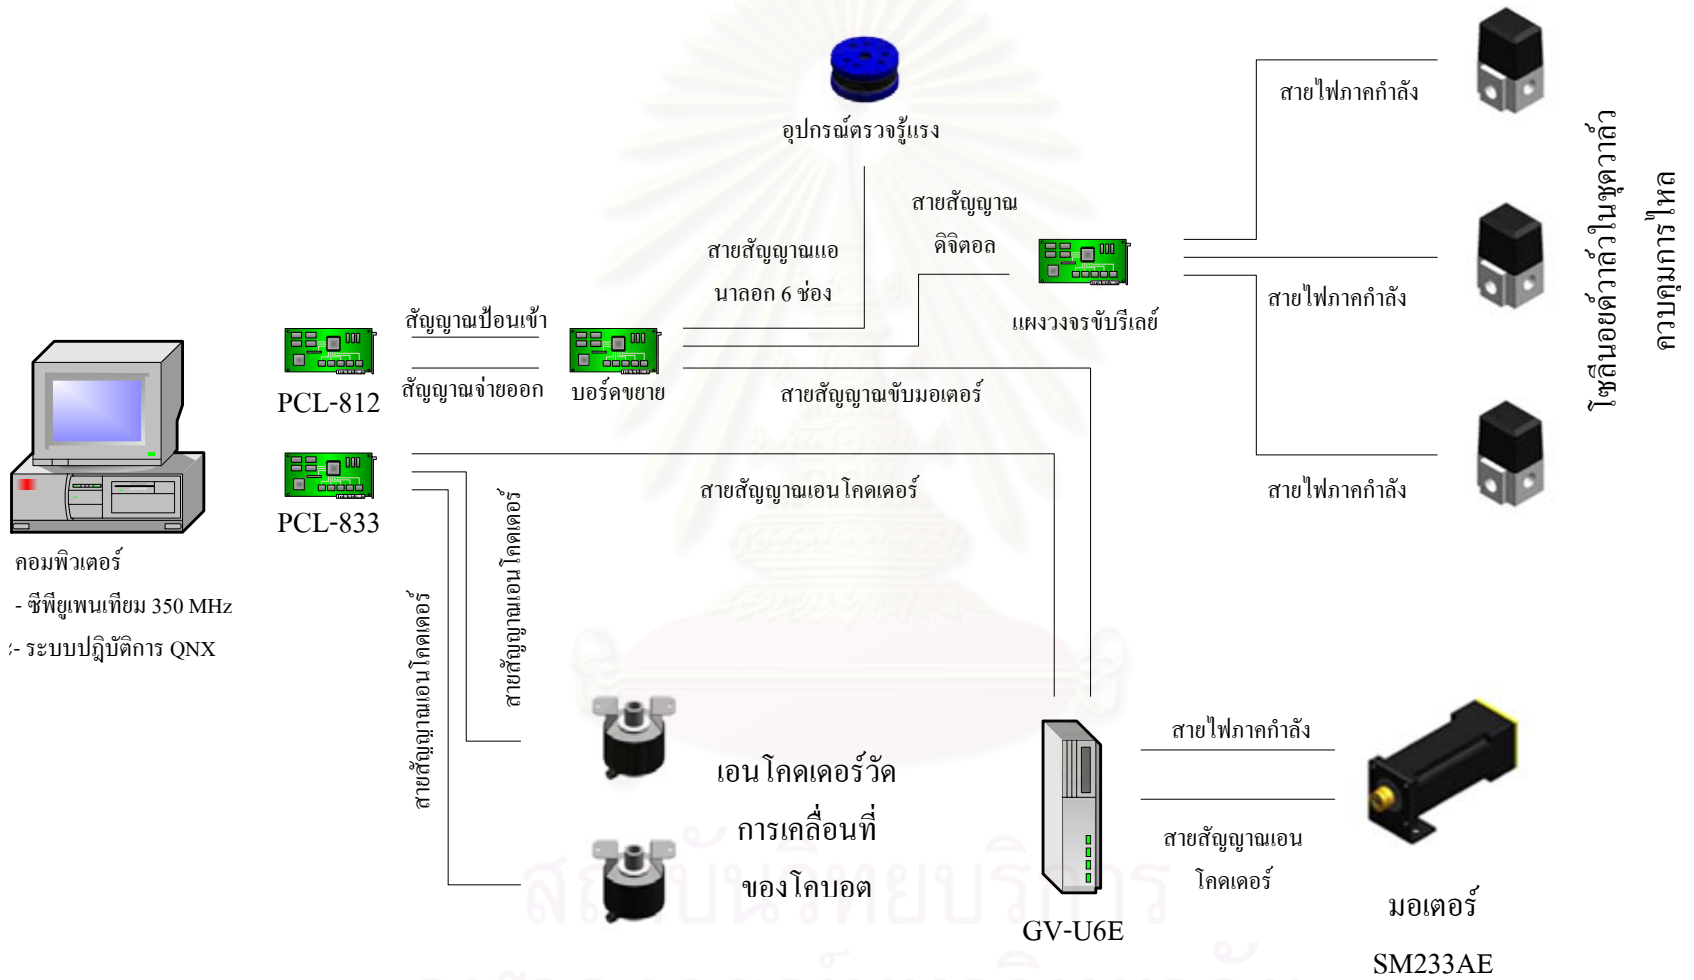 อุปกรณ์ตรวจรู้แรง
สายไฟภาคกำลัง
สายสัญญาณ
ดิจิตอล
สายสัญญาณแอ
นาลอก 6 ช่อง
แผงวงจรขับรีเลย์
สายไฟภาคกำลัง
สายไฟภาคกำลัง
โซลีนอยด์วาล์วในชุดวาล์ว
ควบคุมการไหล
สัญญาณป้อนเข้า
สัญญาณจ่ายออก
PCL-812
บอร์ดขยาย
สายสัญญาณขับมอเตอร์
สายสัญญาณเอนโคดเดอร์
PCL-833
คอมพิวเตอร์
- ซีพียูเพนเทียม 350 MHz
- ระบบปฎิบัติการ QNX
สายสัญญาณเอนโคดเดอร์
สายสัญญาณเอนโคดเดอร์
เอนโคดเดอร์วัด
การเคลื่อนที่
ของโคบอต
GV-U6E
สายไฟภาคกำลัง
สายสัญญาณเอน
โคดเดอร์
มอเตอร์
SM233AE
สถาบันวิทยบริการ